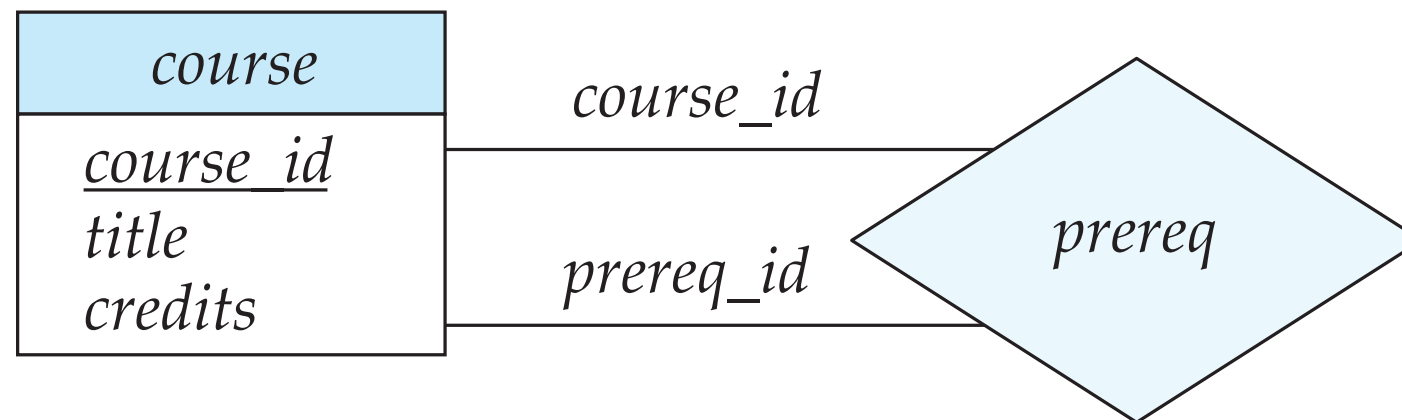 course
course_id
title
credits
course_id
prereq_id
prereq